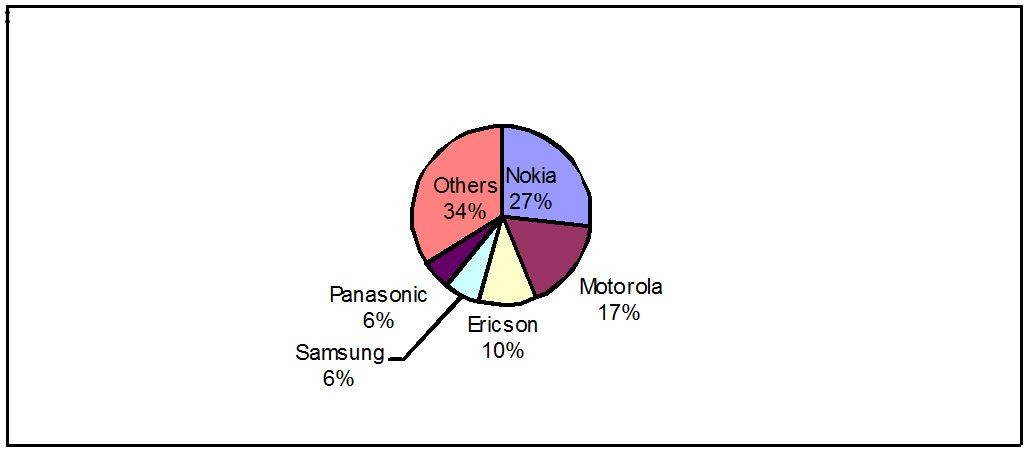 Others
34%
Nokia
27%
Motorola
17%
Ericson
10%
Samsung
6%
Panasonic
6%